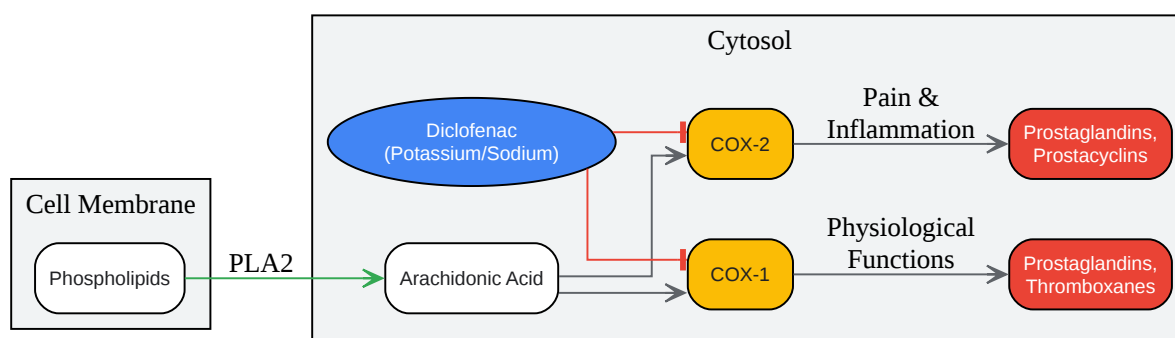 Cytosol
Diclofenac
(Potassium/Sodium)
COX-2
Pain &
Inflammation
Prostaglandins,
Prostacyclins
Cell Membrane
Phospholipids
PLA2
Arachidonic Acid
COX-1
Physiological
Functions
Prostaglandins,
Thromboxanes